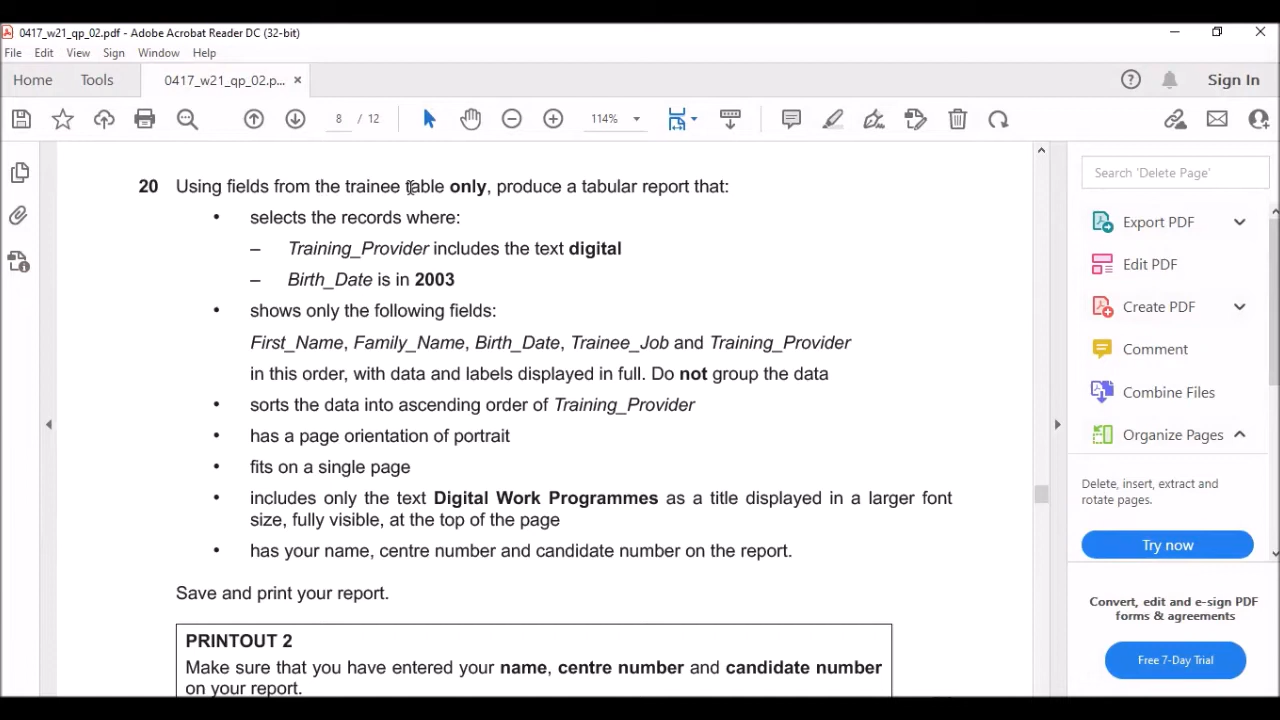 0417_w21_qp_02.pdf - Adobe Acrobat Reader DC (32-bit)
File Edit View Sign Window Help
Home Tools 0417_w21_qp_02.p... × Sign In
8 / 12 114%
20 Using fields from the trainee table only, produce a tabular report that:
• selects the records where:
– Training_Provider includes the text digital
– Birth_Date is in 2003
• shows only the following fields:
First_Name, Family_Name, Birth_Date, Trainee_Job and Training_Provider
in this order, with data and labels displayed in full. Do not group the data
• sorts the data into ascending order of Training_Provider
• has a page orientation of portrait
• fits on a single page
• includes only the text Digital Work Programmes as a title displayed in a larger font
size, fully visible, at the top of the page
• has your name, centre number and candidate number on the report.
Save and print your report.
PRINTOUT 2
Make sure that you have entered your name, centre number and candidate number
on your report.
Search 'Delete Page'
Export PDF
Edit PDF
Create PDF
Comment
Combine Files
Organize Pages
Delete, insert, extract and
rotate pages.
Try now
Convert, edit and e-sign PDF
forms & agreements
Free 7-Day Trial